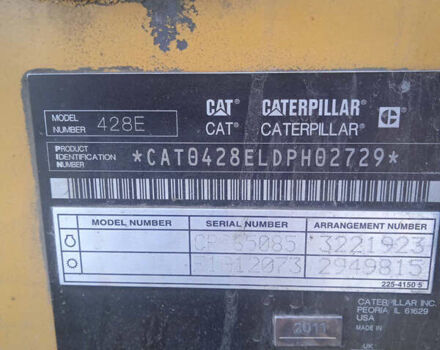 CAT® CATERPILLAR®
MODEL NUMBER 428E
CAT® CATERPILLAR®
PRODUCT IDENTIFICATION NUMBER *CAT0428ELDPH02729*
MODEL NUMBER SERIAL NUMBER ARRANGEMENT NUMBER
3221923
2949815
225-4150 5
CATERPILLAR INC.
PEORIA, IL 61629
USA
MADE IN
2011
UK